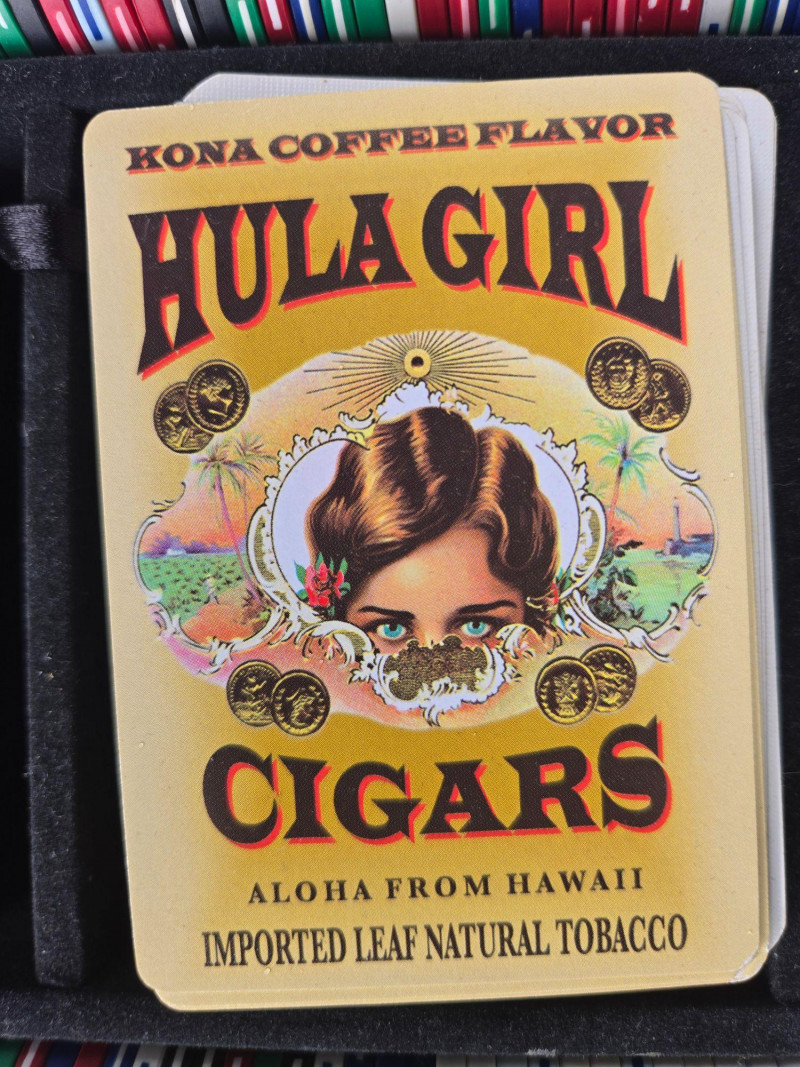 KONA COFFEE FLAVOR
HULA GIRL
CIGARS
ALOHA FROM HAWAII
IMPORTED LEAF NATURAL TOBACCO